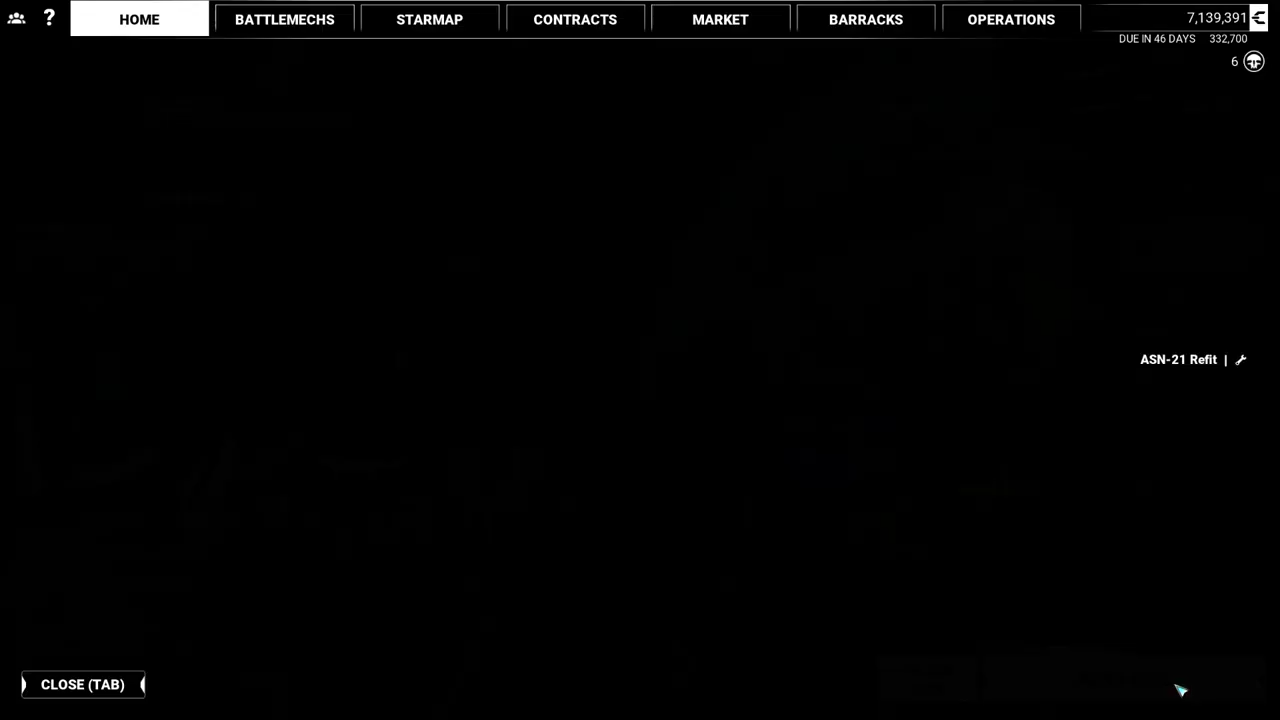 ?
HOME
BATTLEMECHS
STARMAP
CONTRACTS
MARKET
BARRACKS
OPERATIONS
7,139,391
DUE IN 46 DAYS 332,700
6
ASN-21 Refit |
CLOSE (TAB)